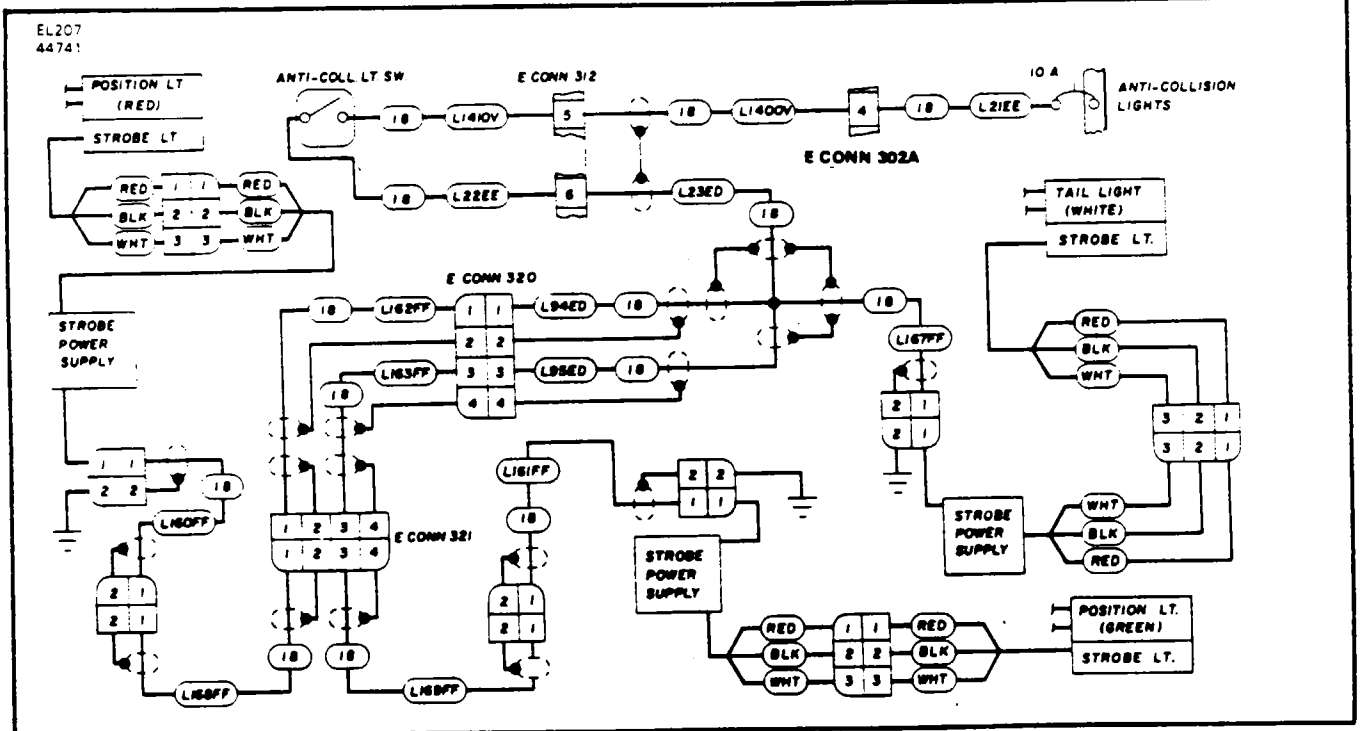 EL207
44741
POSITION LT
(RED)
STROBE LT
ANTI-COLL. LT SW.
E CONN 312
10 A
ANTI-COLLISION
LIGHTS
18
L1410V
5
18
L1400V
4
18
L21EE
E CONN 302A
18
L22EE
6
L23ED
18
RED
1 1
RED
BLK
2 2
BLK
WHT
3 3
WHT
TAIL LIGHT
(WHITE)
STROBE LT.
E CONN 320
18
L162FF
1 1
L94ED
18
2 2
L163FF
3 3
L95ED
18
4 4
18
18
L167FF
2 1
2 1
STROBE
POWER
SUPPLY
RED
BLK
WHT
3 2 1
3 2 1
1 1
2 2
18
L160FF
2 1
2 1
1 2 3 4
1 2 3 4
E CONN 321
L161FF
18
2 1
2 1
2 2
1 1
STROBE
POWER
SUPPLY
STROBE
POWER
SUPPLY
WHT
BLK
RED
18
18
L168FF
L169FF
RED
1 1
RED
BLK
2 2
BLK
WHT
3 3
WHT
POSITION LT.
(GREEN)
STROBE LT.